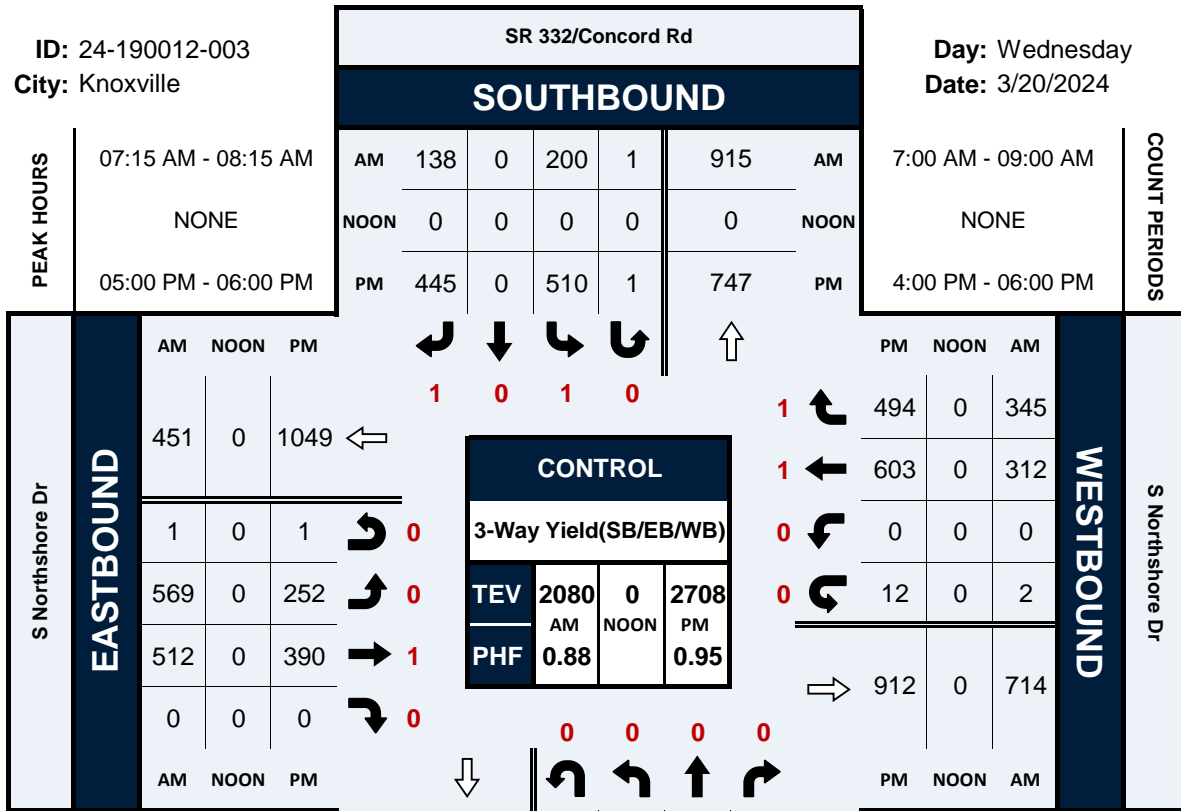 ID: 24-190012-003
City: Knoxville
SR 332/Concord Rd
SOUTHBOUND
Day: Wednesday
Date: 3/20/2024
PEAK HOURS
07:15 AM - 08:15 AM
NONE
05:00 PM - 06:00 PM
AM 138 0 200 1 915 AM
NOON 0 0 0 0 0 NOON
PM 445 0 510 1 747 PM
7:00 AM - 09:00 AM
NONE
4:00 PM - 06:00 PM
COUNT PERIODS
1 0 1 0
S Northshore Dr
EASTBOUND
AM NOON PM
451 0 1049
1 0 1 0
569 0 252 0
512 0 390 1
0 0 0 0
AM NOON PM
CONTROL
3-Way Yield(SB/EB/WB)
TEV 2080 0 2708
AM NOON PM
PHF 0.88 0.95
PM NOON AM
1 494 0 345
1 603 0 312
0 0 0 0
0 12 0 2
912 0 714
PM NOON AM
WESTBOUND
S Northshore Dr
0 0 0 0